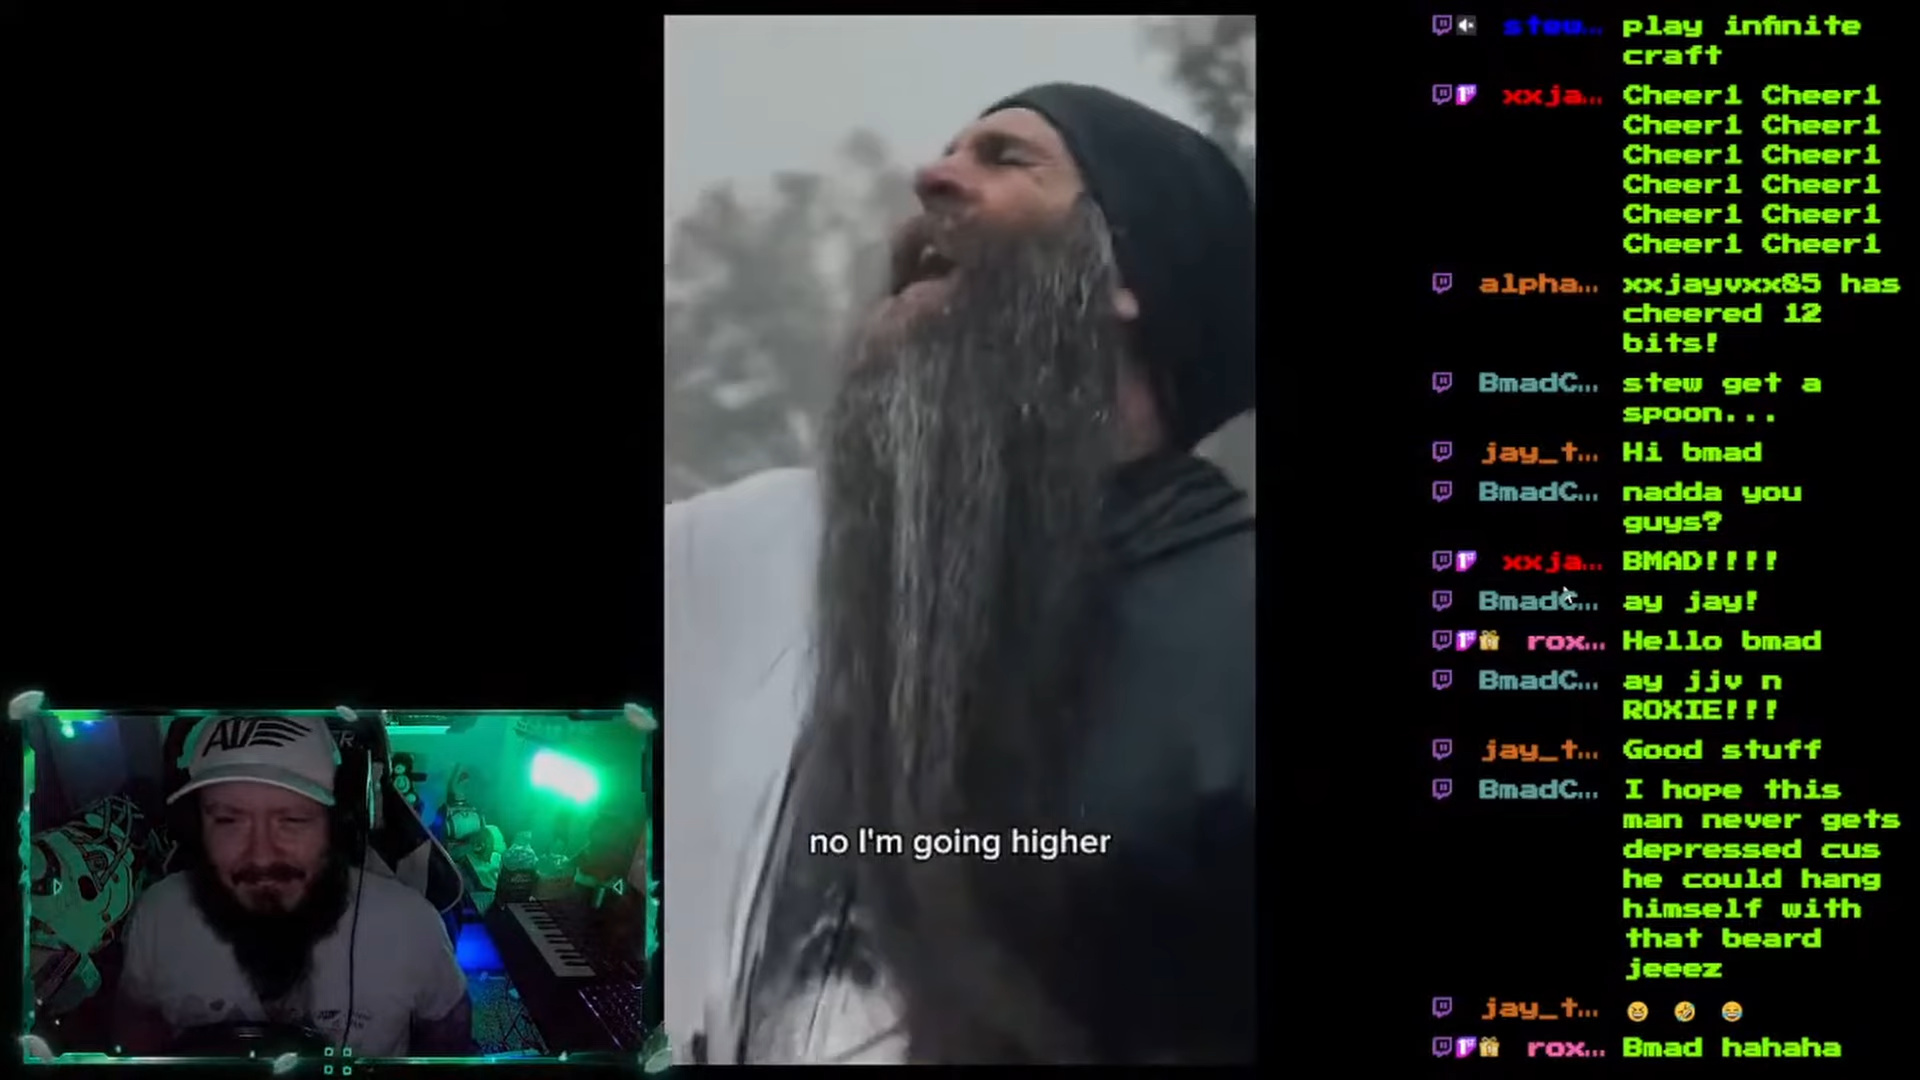 stew... play infinite
craft
xxja... Cheer1 Cheer1
Cheer1 Cheer1
Cheer1 Cheer1
Cheer1 Cheer1
Cheer1 Cheer1
Cheer1 Cheer1
alpha... xxjayvxx85 has
cheered 12
bits!
BmadC... stew get a
spoon...
jay_t... Hi bmad
BmadC... nadda you
guys?
xxja... BMAD!!!!
BmadC... ay jay!
rox... Hello bmad
BmadC... ay jjv n
ROXIE!!!
jay_t... Good stuff
BmadC... I hope this
man never gets
depressed cus
he could hang
himself with
that beard
jeeez
jay_t... 😆 🤣 😂
rox... Bmad hahaha
no I'm going higher